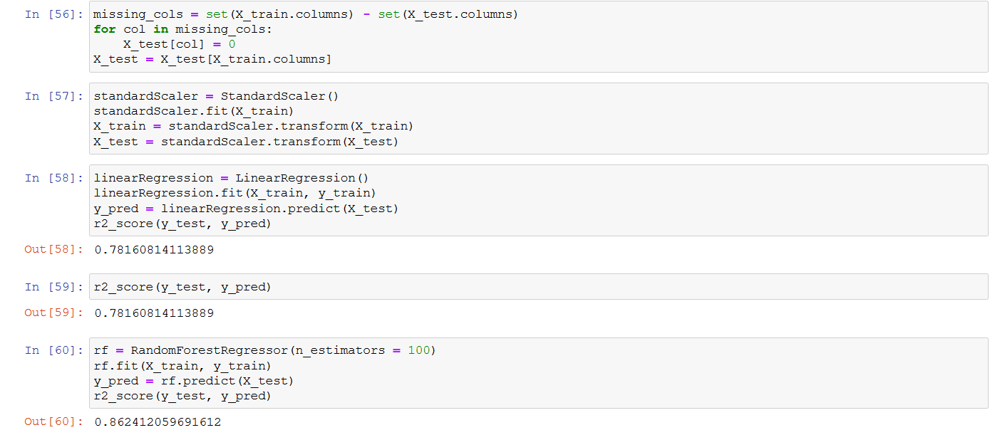 In [56]: missing_cols = set(X_train.columns) - set(X_test.columns)
for col in missing_cols:
    X_test[col] = 0
X_test = X_test[X_train.columns]
In [57]: standardScaler = StandardScaler()
standardScaler.fit(X_train)
X_train = standardScaler.transform(X_train)
X_test = standardScaler.transform(X_test)
In [58]: linearRegression = LinearRegression()
linearRegression.fit(X_train, y_train)
y_pred = linearRegression.predict(X_test)
r2_score(y_test, y_pred)
Out[58]: 0.78160814113889
In [59]: r2_score(y_test, y_pred)
Out[59]: 0.78160814113889
In [60]: rf = RandomForestRegressor(n_estimators = 100)
rf.fit(X_train, y_train)
y_pred = rf.predict(X_test)
r2_score(y_test, y_pred)
Out[60]: 0.862412059691612